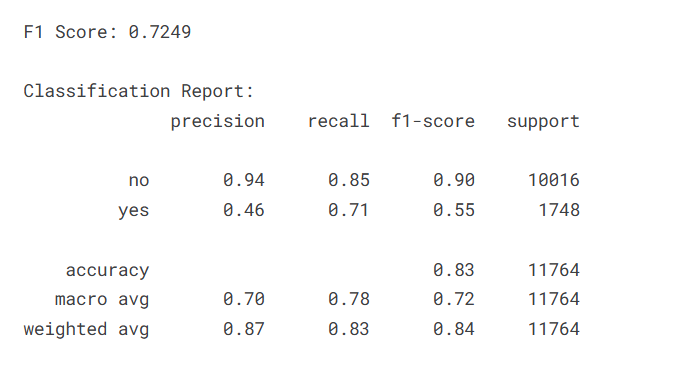 F1 Score: 0.7249
Classification Report:
precision recall f1-score support
no 0.94 0.85 0.90 10016
yes 0.46 0.71 0.55 1748
accuracy 0.83 11764
macro avg 0.70 0.78 0.72 11764
weighted avg 0.87 0.83 0.84 11764